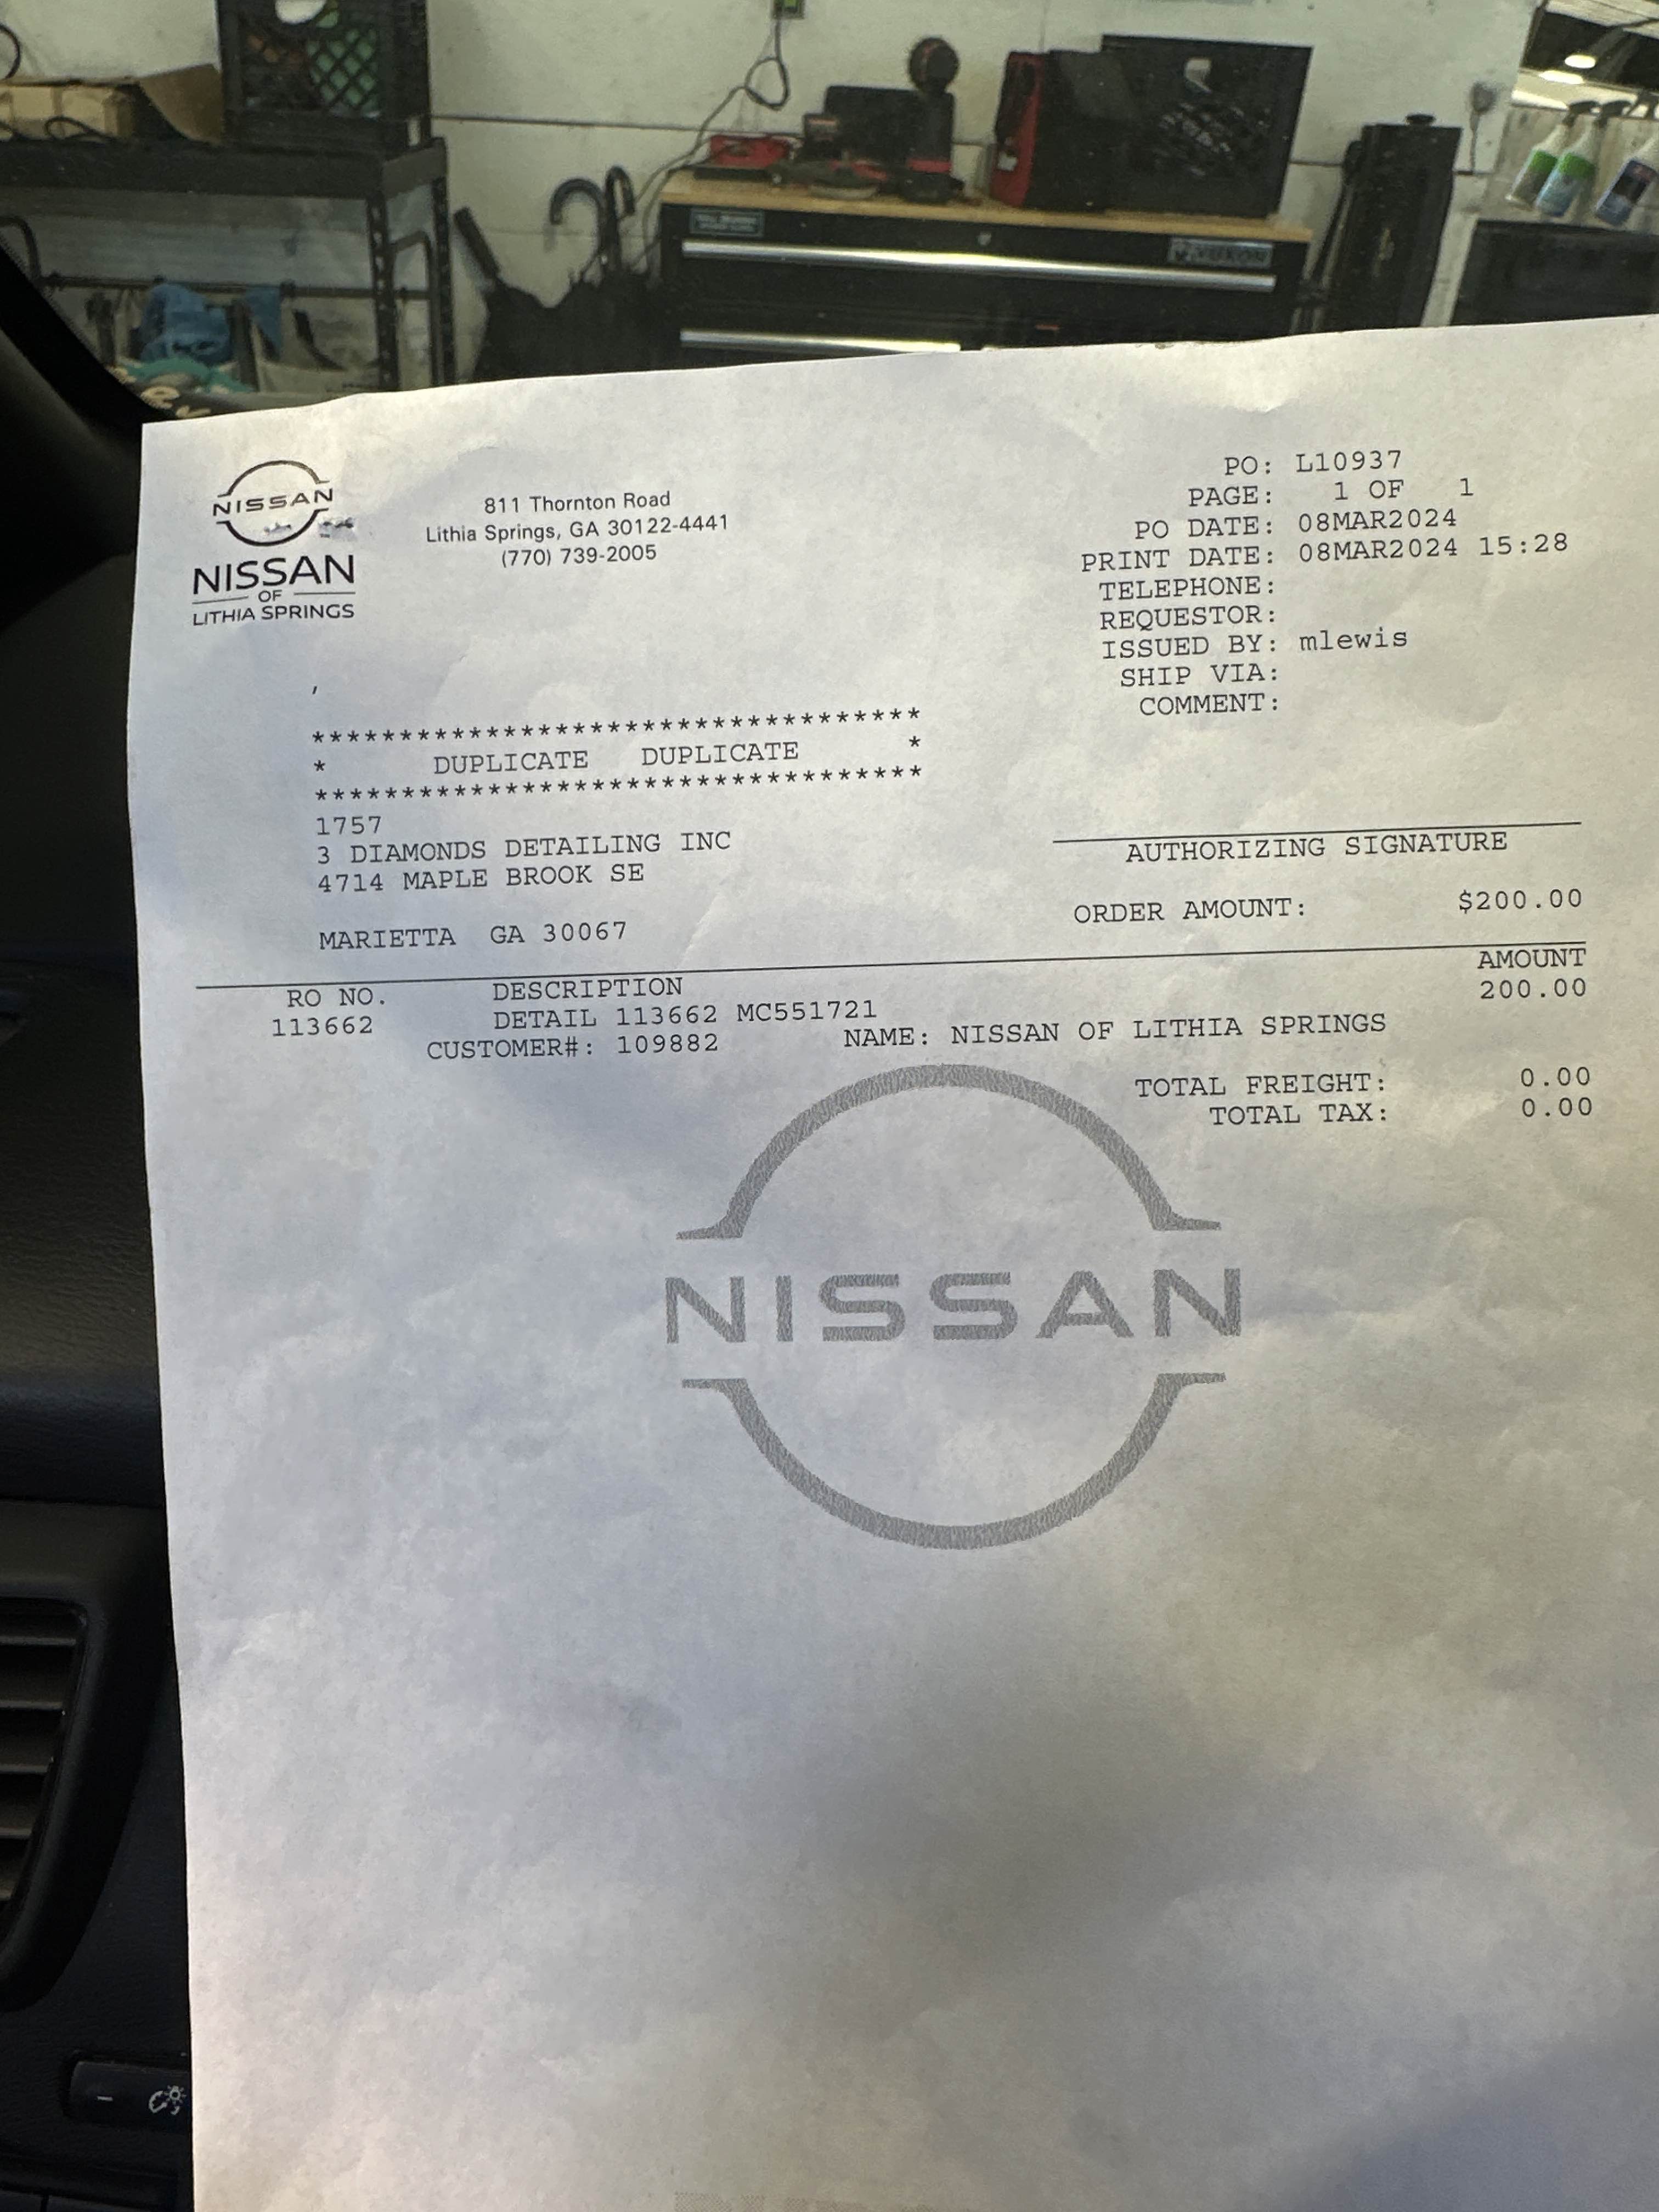 NISSAN
NISSAN
OF
LITHIA SPRINGS
811 Thornton Road
Lithia Springs, GA 30122-4441
(770) 739-2005
PO: L10937
PAGE: 1 OF 1
PO DATE: 08MAR2024
PRINT DATE: 08MAR2024 15:28
TELEPHONE:
REQUESTOR:
ISSUED BY: mlewis
SHIP VIA:
COMMENT:
,
***********************************
* DUPLICATE DUPLICATE *
***********************************
1757
3 DIAMONDS DETAILING INC
4714 MAPLE BROOK SE
MARIETTA GA 30067
AUTHORIZING SIGNATURE
ORDER AMOUNT: $200.00
RO NO. DESCRIPTION AMOUNT
113662 DETAIL 113662 MC551721 200.00
CUSTOMER#: 109882 NAME: NISSAN OF LITHIA SPRINGS
TOTAL FREIGHT: 0.00
TOTAL TAX: 0.00
NISSAN
YUKON